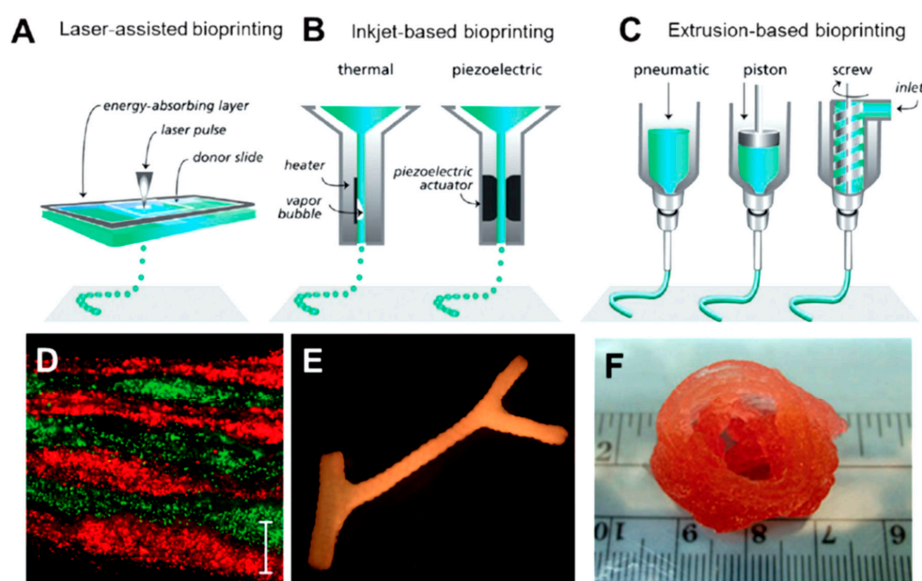 A Laser-assisted bioprinting
B Inkjet-based bioprinting
C Extrusion-based bioprinting
energy-absorbing layer
laser pulse
donor slide
thermal
piezoelectric
heater
vapor
bubble
piezoelectric
actuator
pneumatic
piston
screw
inlet
D
E
F
2
10 9 8 7 6